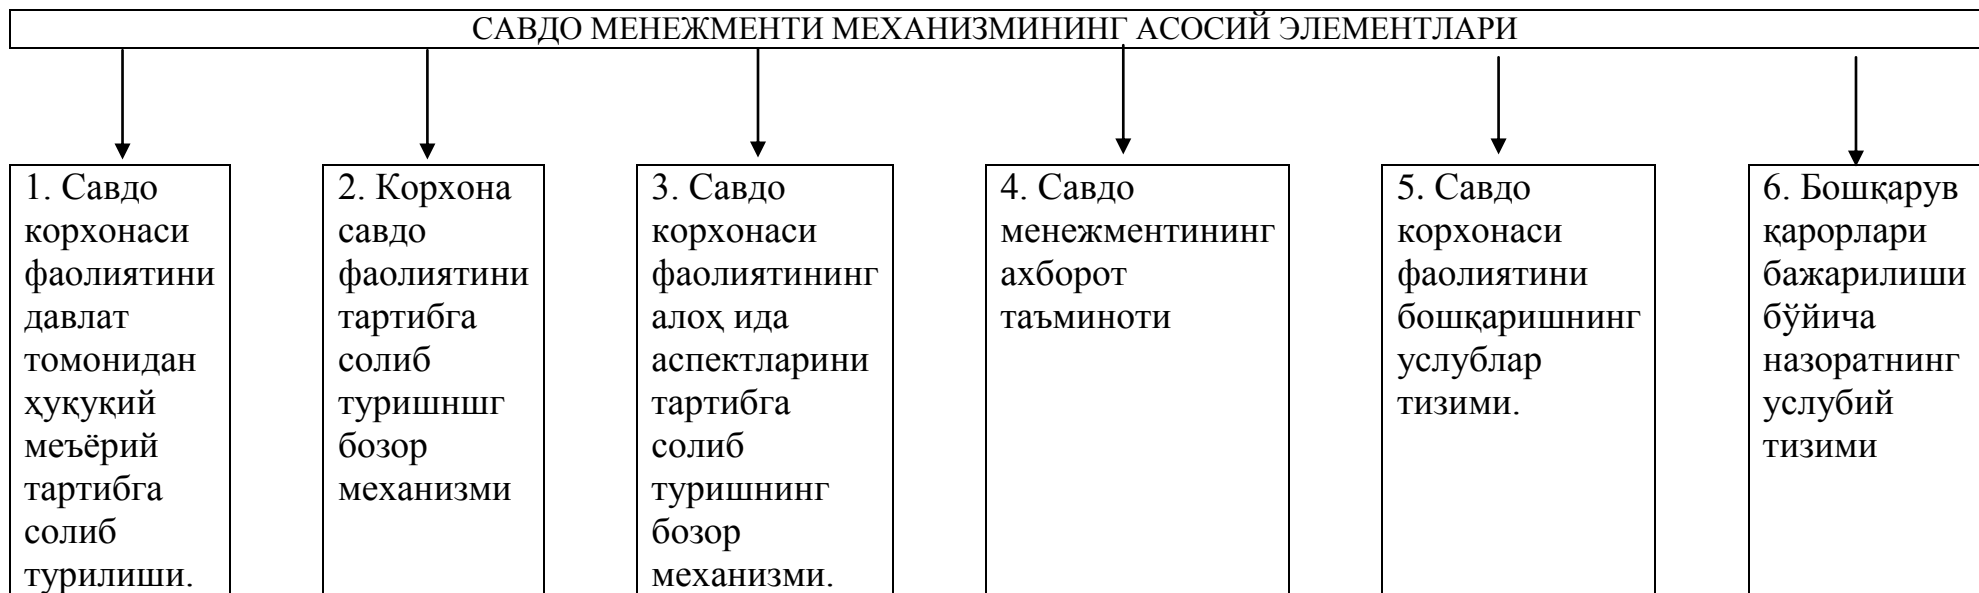 САВДО МЕНЕЖМЕНТИ МЕХАНИЗМИНИНГ АСОСИЙ ЭЛЕМЕНТЛАРИ
1. Савдо
корхонаси
фаолиятини
давлат
томонидан
ҳуқуқий
меъёрий
тартибга
солиб
турилиши.
2. Корхона
савдо
фаолиятини
тартибга
солиб
туришншг
бозор
механизми
3. Савдо
корхонаси
фаолиятининг
алоҳ ида
аспектларини
тартибга
солиб
туришнинг
бозор
механизми.
4. Савдо
менежментининг
ахборот
таъминоти
5. Савдо
корхонаси
фаолиятини
бошқаришнинг
услублар
тизими.
6. Бошқарув
қарорлари
бажарилиши
бўйича
назоратнинг
услубий
тизими